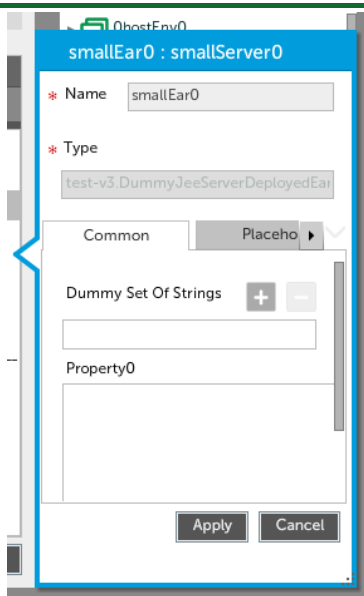 0hostEnv0
smallEar0 : smallServer0
* Name smallEar0
* Type
test-v3.DummyJeeServerDeployedEar
Common Placeho
Dummy Set Of Strings + −
Property0
Apply Cancel